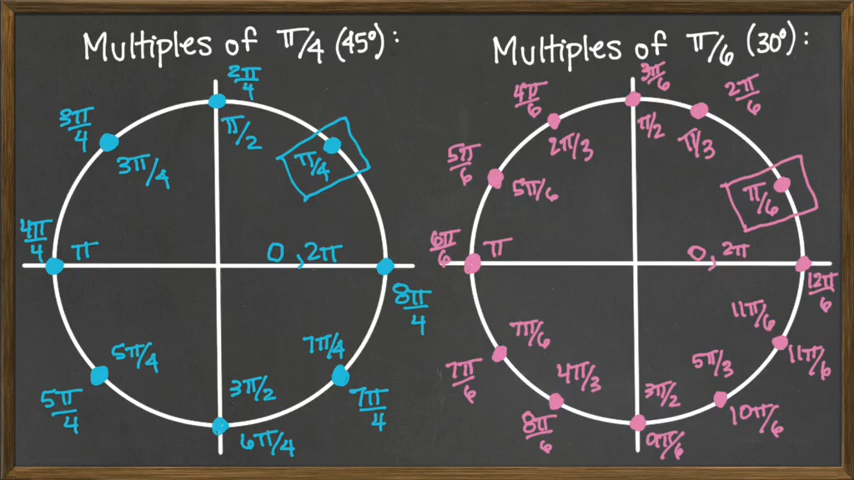 Multiples of π/4 (45°):
2π/4
π/2
3π/4
3π/4
π/4
4π/4
π
0, 2π
8π/4
5π/4
5π/4
7π/4
7π/4
3π/2
6π/4
Multiples of π/6 (30°):
3π/6
π/2
4π/6
2π/3
2π/6
π/3
5π/6
5π/6
π/6
6π/6
π
0, 2π
12π/6
7π/6
7π/6
11π/6
11π/6
4π/3
8π/6
5π/3
10π/6
3π/2
9π/6